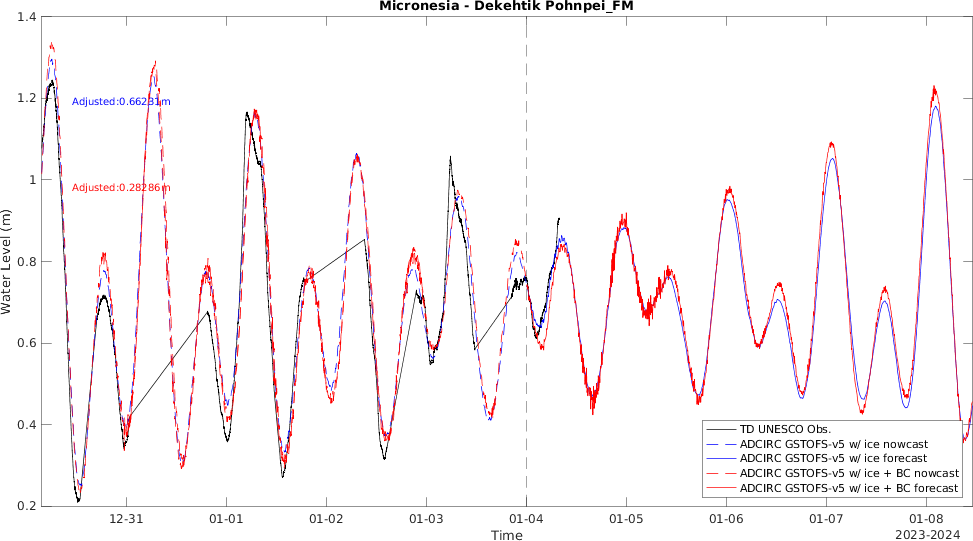 Micronesia - Dekehtik Pohnpei_FM
1.4
1.2
1
0.8
0.6
0.4
0.2
Water Level (m)
Adjusted:0.66231m
Adjusted:0.28286m
TD UNESCO Obs.
ADCIRC GSTOFS-v5 w/ ice nowcast
ADCIRC GSTOFS-v5 w/ ice forecast
ADCIRC GSTOFS-v5 w/ ice + BC nowcast
ADCIRC GSTOFS-v5 w/ ice + BC forecast
12-31 01-01 01-02 01-03 01-04 01-05 01-06 01-07 01-08
Time
2023-2024